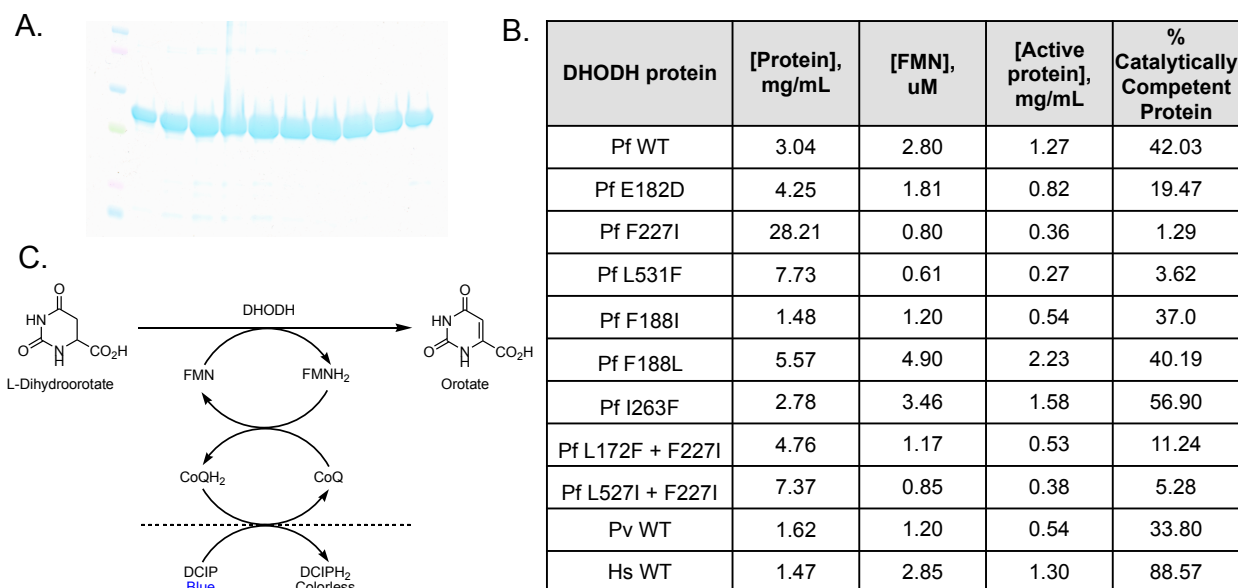 A.
B.
DHODH protein [Protein], mg/mL [FMN], uM [Active protein], mg/mL % Catalytically Competent Protein
Pf WT 3.04 2.80 1.27 42.03
Pf E182D 4.25 1.81 0.82 19.47
Pf F227I 28.21 0.80 0.36 1.29
Pf L531F 7.73 0.61 0.27 3.62
Pf F188I 1.48 1.20 0.54 37.0
Pf F188L 5.57 4.90 2.23 40.19
Pf I263F 2.78 3.46 1.58 56.90
Pf L172F + F227I 4.76 1.17 0.53 11.24
Pf L527I + F227I 7.37 0.85 0.38 5.28
Pv WT 1.62 1.20 0.54 33.80
Hs WT 1.47 2.85 1.30 88.57
C.
O
HN
O
N
H
CO₂H
L-Dihydroorotate
DHODH
O
HN
O
N
H
CO₂H
Orotate
FMN FMNH₂
CoQH₂ CoQ
DCIP DCIPH₂
Blue Colorless